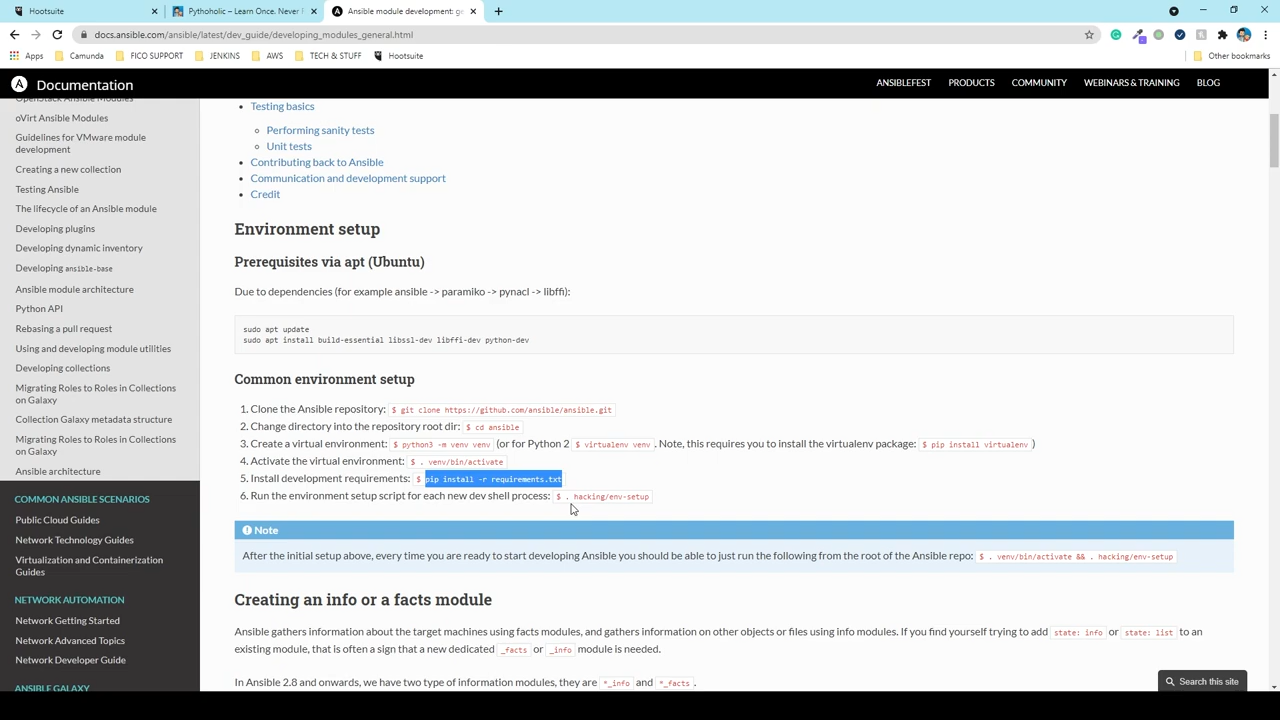 Hootsuite
Pythoholic – Learn Once. Never F
Ansible module development: ge
docs.ansible.com/ansible/latest/dev_guide/developing_modules_general.html
Apps
Camunda
FICO SUPPORT
JENKINS
AWS
TECH & STUFF
Hootsuite
Other bookmarks
Documentation
ANSIBLEFEST
PRODUCTS
COMMUNITY
WEBINARS & TRAINING
BLOG
OpenStack Ansible Modules
oVirt Ansible Modules
Guidelines for VMware module
development
Creating a new collection
Testing Ansible
The lifecycle of an Ansible module
Developing plugins
Developing dynamic inventory
Developing ansible-base
Ansible module architecture
Python API
Rebasing a pull request
Using and developing module utilities
Developing collections
Migrating Roles to Roles in Collections
on Galaxy
Collection Galaxy metadata structure
Migrating Roles to Roles in Collections
on Galaxy
Ansible architecture
COMMON ANSIBLE SCENARIOS
Public Cloud Guides
Network Technology Guides
Virtualization and Containerization
Guides
NETWORK AUTOMATION
Network Getting Started
Network Advanced Topics
Network Developer Guide
ANSIBLE GALAXY
Testing basics
Performing sanity tests
Unit tests
Contributing back to Ansible
Communication and development support
Credit
Environment setup
Prerequisites via apt (Ubuntu)
Due to dependencies (for example ansible -> paramiko -> pynacl -> libffi):
sudo apt update
sudo apt install build-essential libssl-dev libffi-dev python-dev
Common environment setup
1. Clone the Ansible repository: $ git clone https://github.com/ansible/ansible.git
2. Change directory into the repository root dir: $ cd ansible
3. Create a virtual environment: $ python3 -m venv venv (or for Python 2 $ virtualenv venv . Note, this requires you to install the virtualenv package: $ pip install virtualenv )
4. Activate the virtual environment: $ . venv/bin/activate
5. Install development requirements: $ pip install -r requirements.txt
6. Run the environment setup script for each new dev shell process: $ . hacking/env-setup
Note
After the initial setup above, every time you are ready to start developing Ansible you should be able to just run the following from the root of the Ansible repo: $ . venv/bin/activate && . hacking/env-setup
Creating an info or a facts module
Ansible gathers information about the target machines using facts modules, and gathers information on other objects or files using info modules. If you find yourself trying to add state: info or state: list to an
existing module, that is often a sign that a new dedicated _facts or _info module is needed.
In Ansible 2.8 and onwards, we have two type of information modules, they are *_info and *_facts .
Search this site